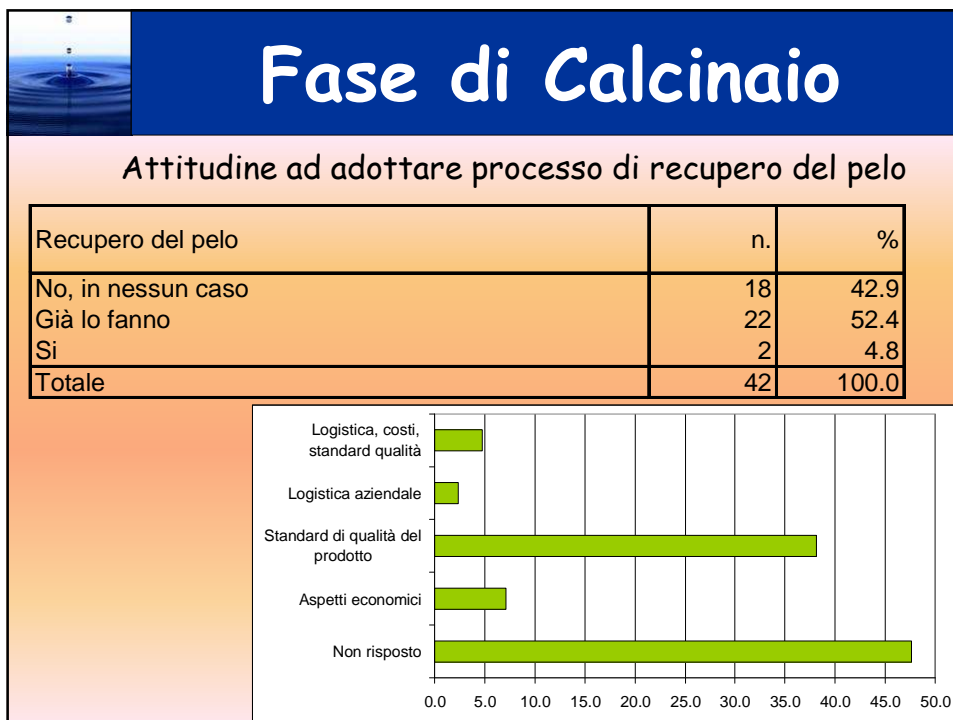 Fase di Calcinaio
Attitudine ad adottare processo di recupero del pelo
Recupero del pelo n. %
No, in nessun caso 18 42.9
Già lo fanno 22 52.4
Si 2 4.8
Totale 42 100.0
Logistica, costi,
standard qualità
Logistica aziendale
Standard di qualità del
prodotto
Aspetti economici
Non risposto
0.0 5.0 10.0 15.0 20.0 25.0 30.0 35.0 40.0 45.0 50.0